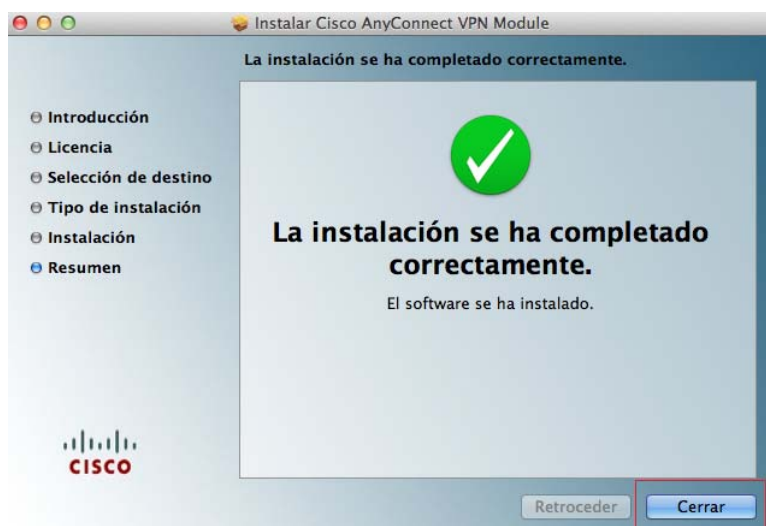 Instalar Cisco AnyConnect VPN Module
La instalación se ha completado correctamente.
Introducción
Licencia
Selección de destino
Tipo de instalación
Instalación
Resumen
La instalación se ha completado
correctamente.
El software se ha instalado.
CISCO
Retroceder
Cerrar